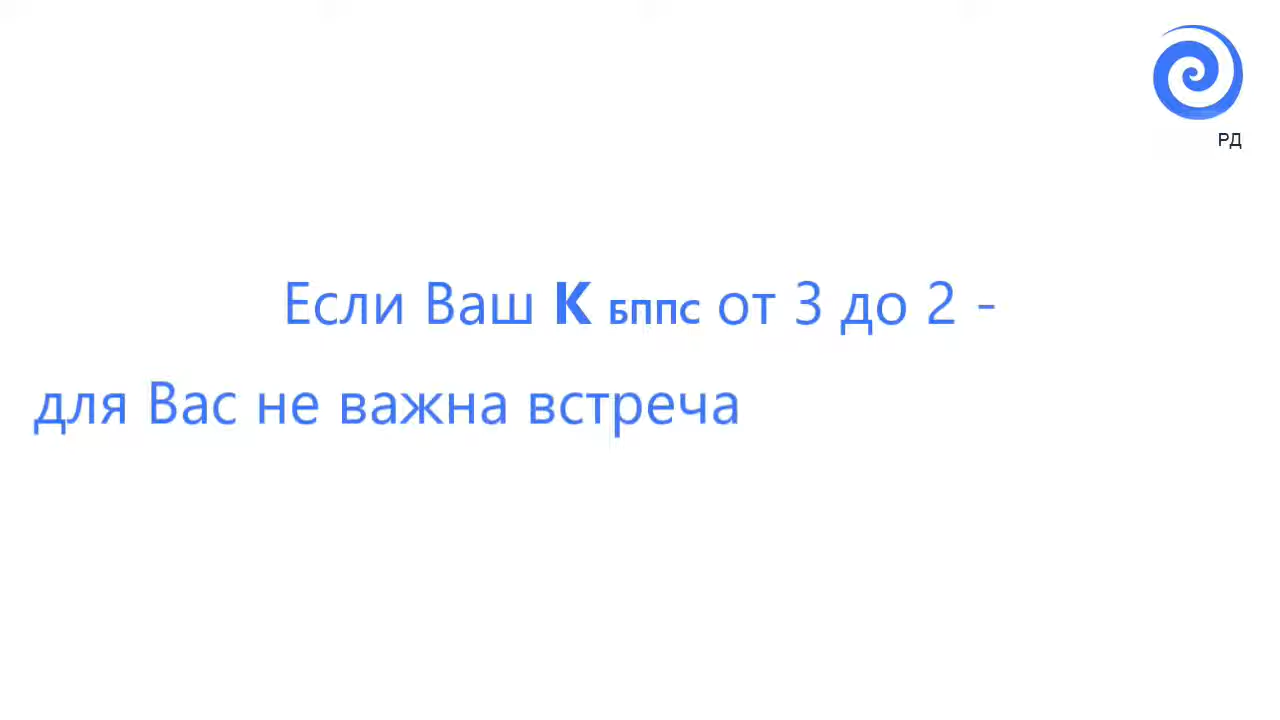 РД
Если Ваш К БППС от 3 до 2 -
для Вас не важна встреча